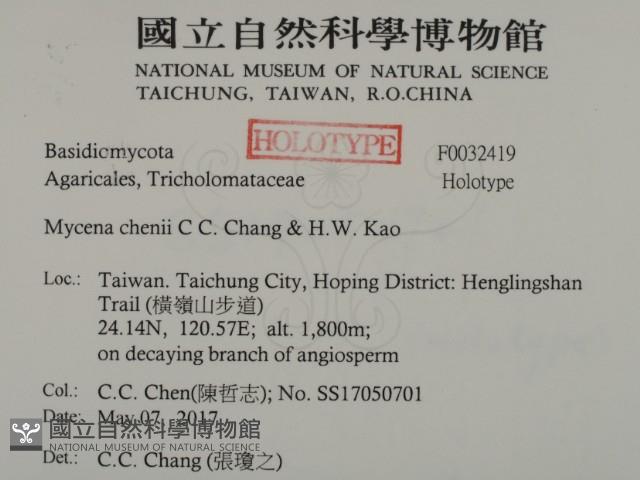 國立自然科學博物館
NATIONAL MUSEUM OF NATURAL SCIENCE
TAICHUNG, TAIWAN, R.O.CHINA
HOLOTYPE
Basidicmycota F0032419
Agaricales, Tricholomataceae Holotype
Mycena chenii C C. Chang & H.W. Kao
Loc.: Taiwan. Taichung City, Hoping District: Henglingshan
Trail (橫嶺山步道)
24.14N, 120.57E; alt. 1,800m;
on decaying branch of angiosperm
Col.: C.C. Chen(陳哲志); No. SS17050701
Date: May 07, 2017
國立自然科學博物館
NATIONAL MUSEUM OF NATURAL SCIENCE
Det.: C.C. Chang (張瓊之)